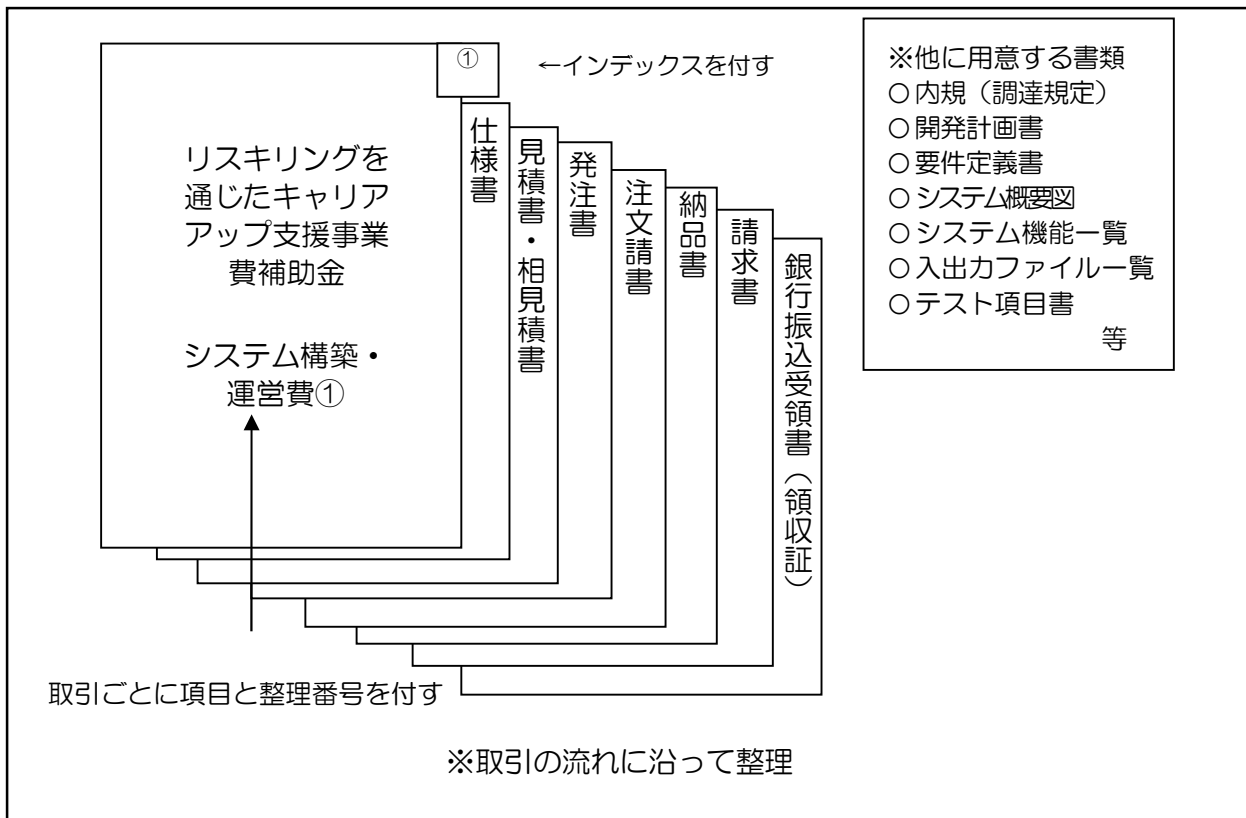 ①
←インデックスを付す
リスキリングを
通じたキャリア
アップ支援事業
費補助金
システム構築・
運営費①
仕様書
見積書・相見積書
発注書
注文請書
納品書
請求書
銀行振込受領書（領収証）
※他に用意する書類
○内規（調達規定）
○開発計画書
○要件定義書
○システム概要図
○システム機能一覧
○入出力ファイル一覧
○テスト項目書
等
取引ごとに項目と整理番号を付す
※取引の流れに沿って整理